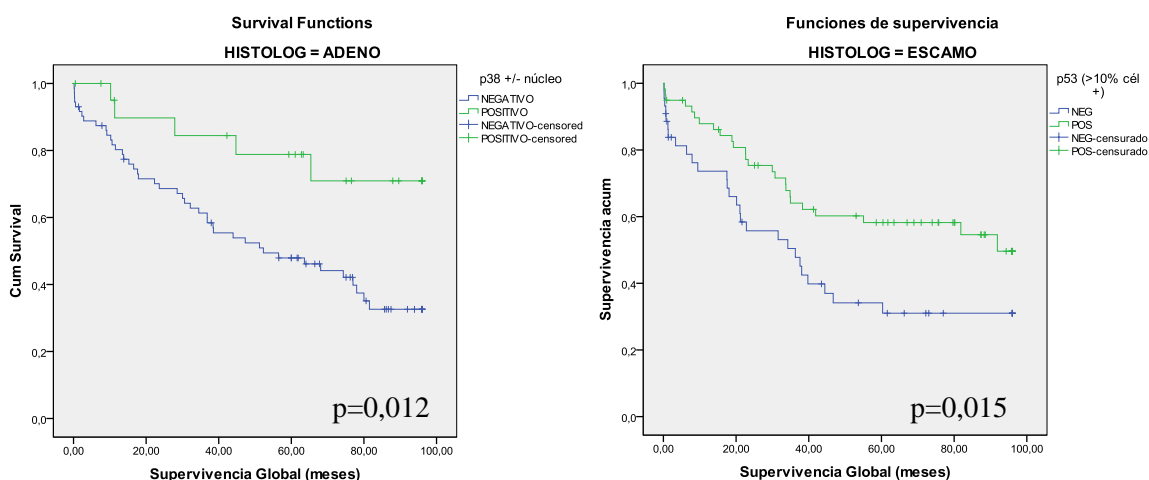 Survival Functions
HISTOLOG = ADENO
p38 +/- núcleo
NEGATIVO
POSITIVO
NEGATIVO-censored
POSITIVO-censored
Cum Survival
1,0
0,8
0,6
0,4
0,2
0,0
p=0,012
0,00 20,00 40,00 60,00 80,00 100,00
Supervivencia Global (meses)
Funciones de supervivencia
HISTOLOG = ESCAMO
p53 (>10% cél
+)
NEG
POS
NEG-censurado
POS-censurado
Supervivencia acum
1,0
0,8
0,6
0,4
0,2
0,0
p=0,015
0,00 20,00 40,00 60,00 80,00 100,00
Supervivencia Global (meses)